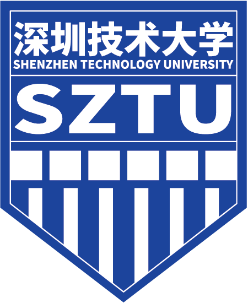 深圳技术大学
SHENZHEN TECHNOLOGY UNIVERSITY
SZTU